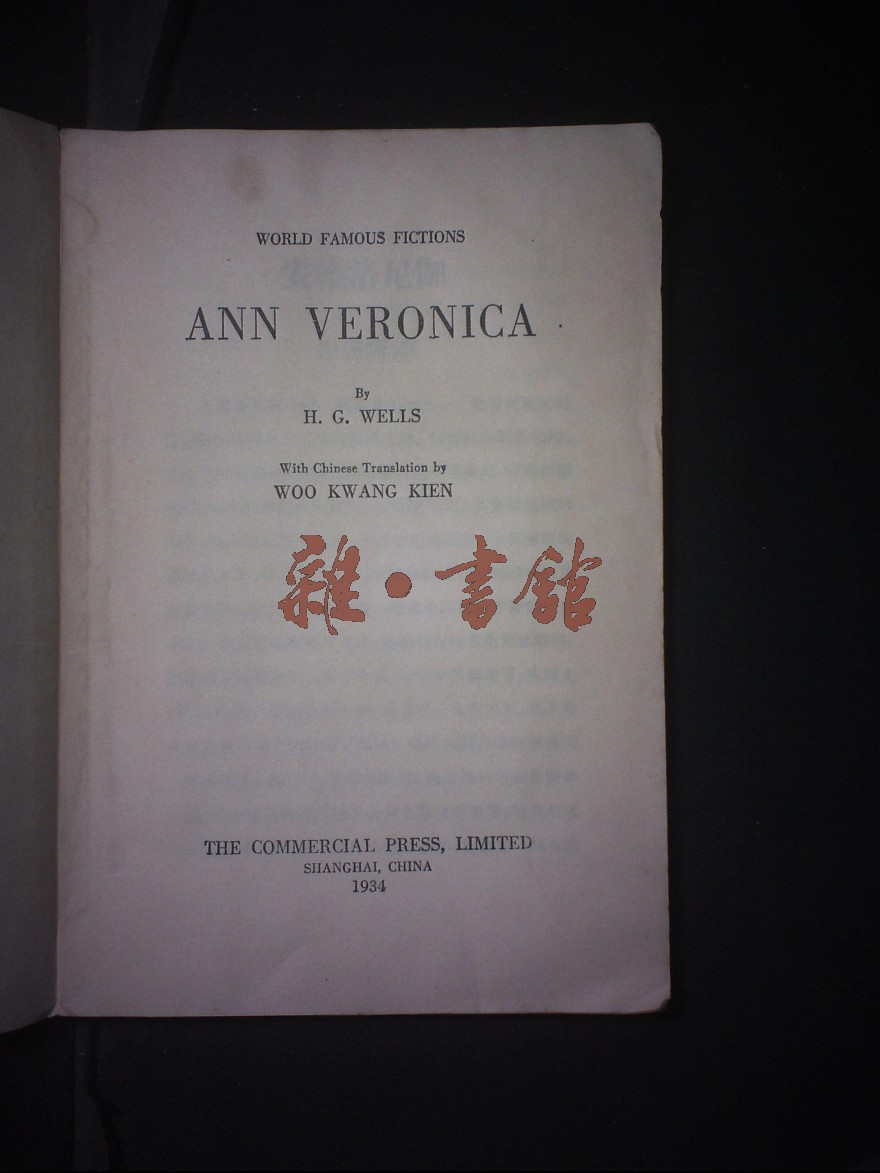 WORLD FAMOUS FICTIONS
ANN VERONICA
By
H. G. WELLS
With Chinese Translation by
WOO KWANG KIEN
雜·書館
THE COMMERCIAL PRESS, LIMITED
SHANGHAI, CHINA
1934